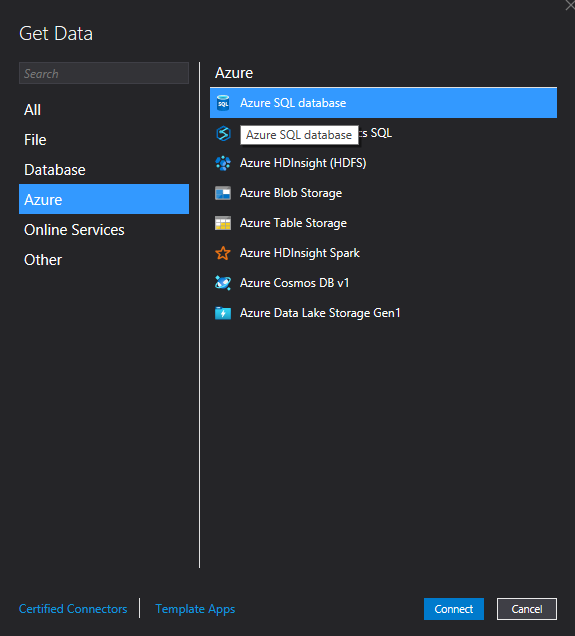 Get Data
Search
All
File
Database
Azure
Online Services
Other
Azure
Azure SQL database
Azure SQL database
cs SQL
Azure HDInsight (HDFS)
Azure Blob Storage
Azure Table Storage
Azure HDInsight Spark
Azure Cosmos DB v1
Azure Data Lake Storage Gen1
SQL
Certified Connectors
Template Apps
Connect
Cancel